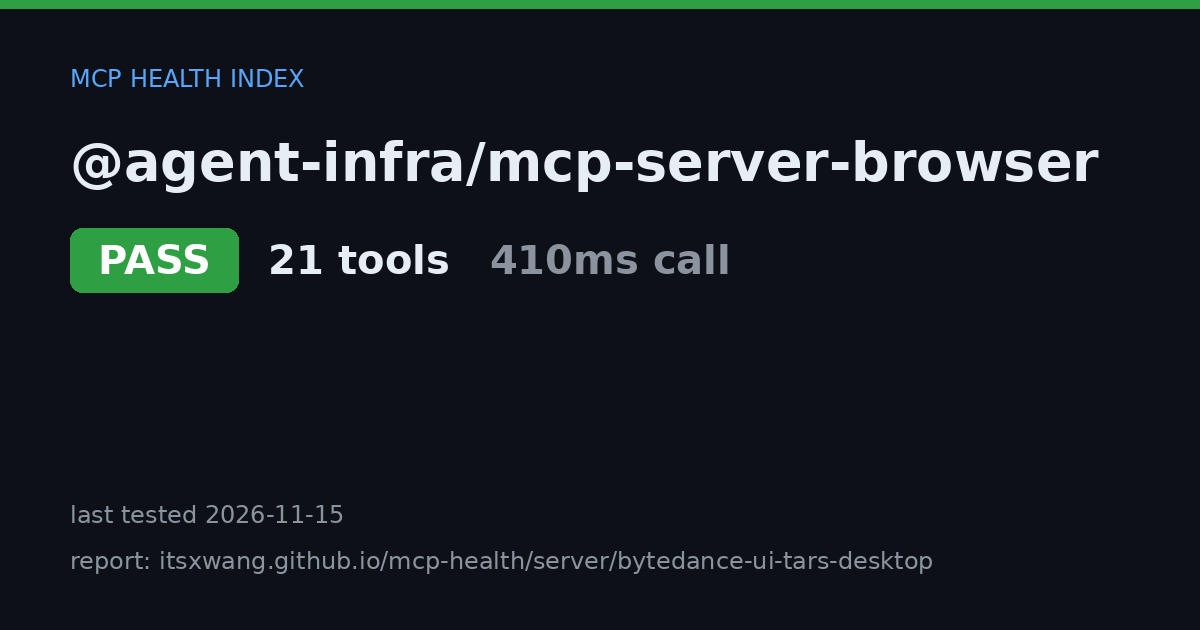 MCP HEALTH INDEX
@agent-infra/mcp-server-browser
PASS 21 tools 410ms call
last tested 2026-11-15
report: itsxwang.github.io/mcp-health/server/bytedance-ui-tars-desktop